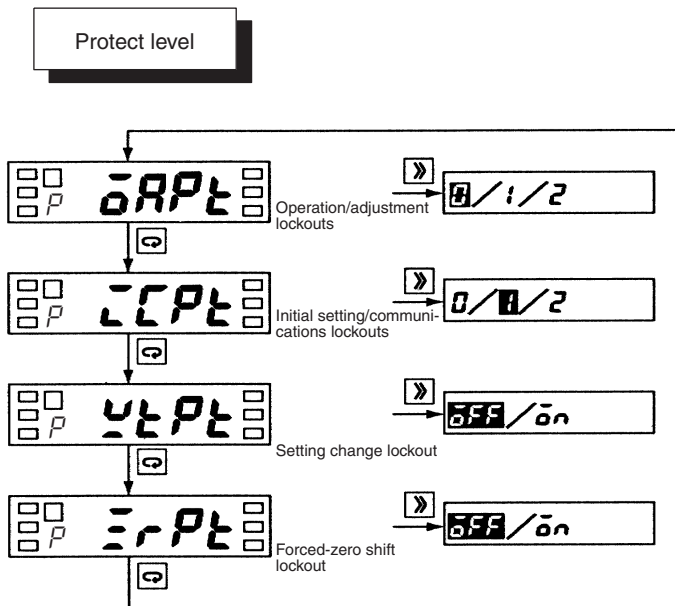 Protect level
P oAPt
Operation/adjustment
lockouts
0/1/2
P iCPt
Initial setting/communi-
cations lockouts
0/1/2
P wtPt
Setting change lockout
oFF/on
P ZrPt
Forced-zero shift
lockout
oFF/on